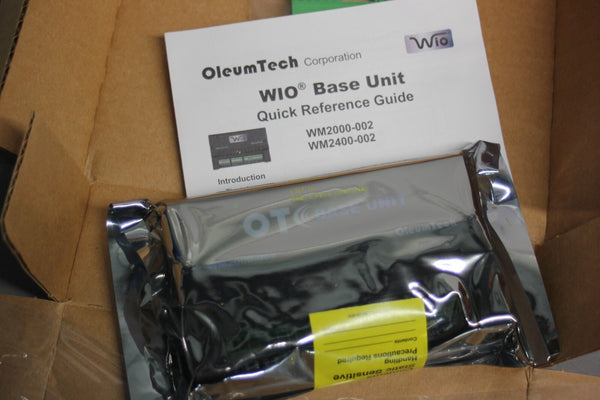 OleumTech Corporation
Wio
WIO® Base Unit
Quick Reference Guide
WM2000-002
WM2400-002
Introduction
OT
BASE UNIT
OleumTech
Contents
Precautions Required
Handling
Static Sensitive